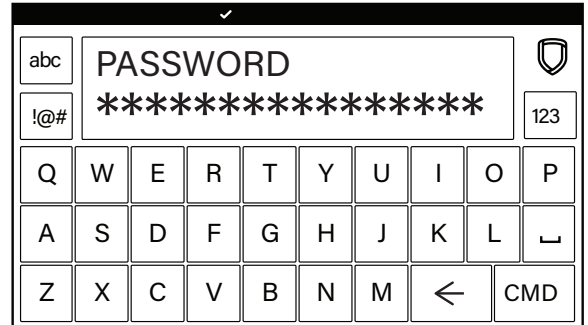 abc
PASSWORD
****************
!@#
123
Q W E R T Y U I O P
A S D F G H J K L
Z X C V B N M CMD